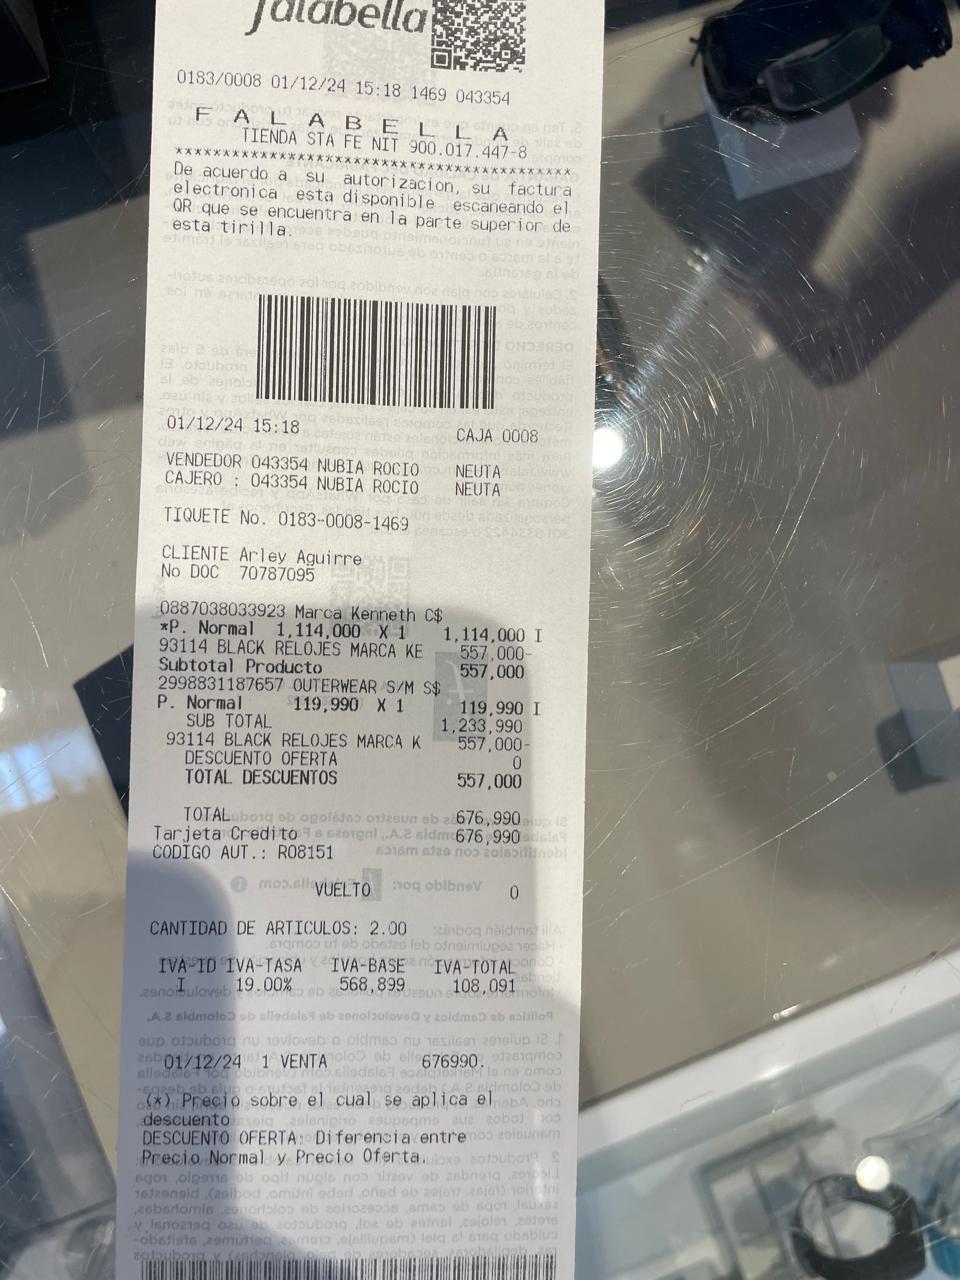 falabella
0183/0008 01/12/24 15:18 1469 043354
F A L A B E L L A
TIENDA STA FE NIT 900.017.447-8
******************************************
De acuerdo a su autorizacion, su factura
electronica esta disponible escaneando el
QR que se encuentra en la parte superior de
esta tirilla.
01/12/24 15:18 CAJA 0008
VENDEDOR 043354 NUBIA ROCIO NEUTA
CAJERO : 043354 NUBIA ROCIO NEUTA
TIQUETE No. 0183-0008-1469
CLIENTE Arley Aguirre
No DOC 70787095
0887038033923 Marca Kenneth C$
*P. Normal 1,114,000 X 1 1,114,000 I
93114 BLACK RELOJES MARCA KE 557,000-
Subtotal Producto 557,000
2998831187657 OUTERWEAR S/M S$
P. Normal 119,990 X 1 119,990 I
SUB TOTAL 1,233,990
93114 BLACK RELOJES MARCA K 557,000-
DESCUENTO OFERTA 0
TOTAL DESCUENTOS 557,000
TOTAL 676,990
Tarjeta Credito 676,990
CODIGO AUT.: R08151
VUELTO 0
CANTIDAD DE ARTICULOS: 2.00
IVA-ID IVA-TASA IVA-BASE IVA-TOTAL
I 19.00% 568,899 108,091
01/12/24 1 VENTA 676990.
(*) Precio sobre el cual se aplica el
descuento
DESCUENTO OFERTA: Diferencia entre
Precio Normal y Precio Oferta.